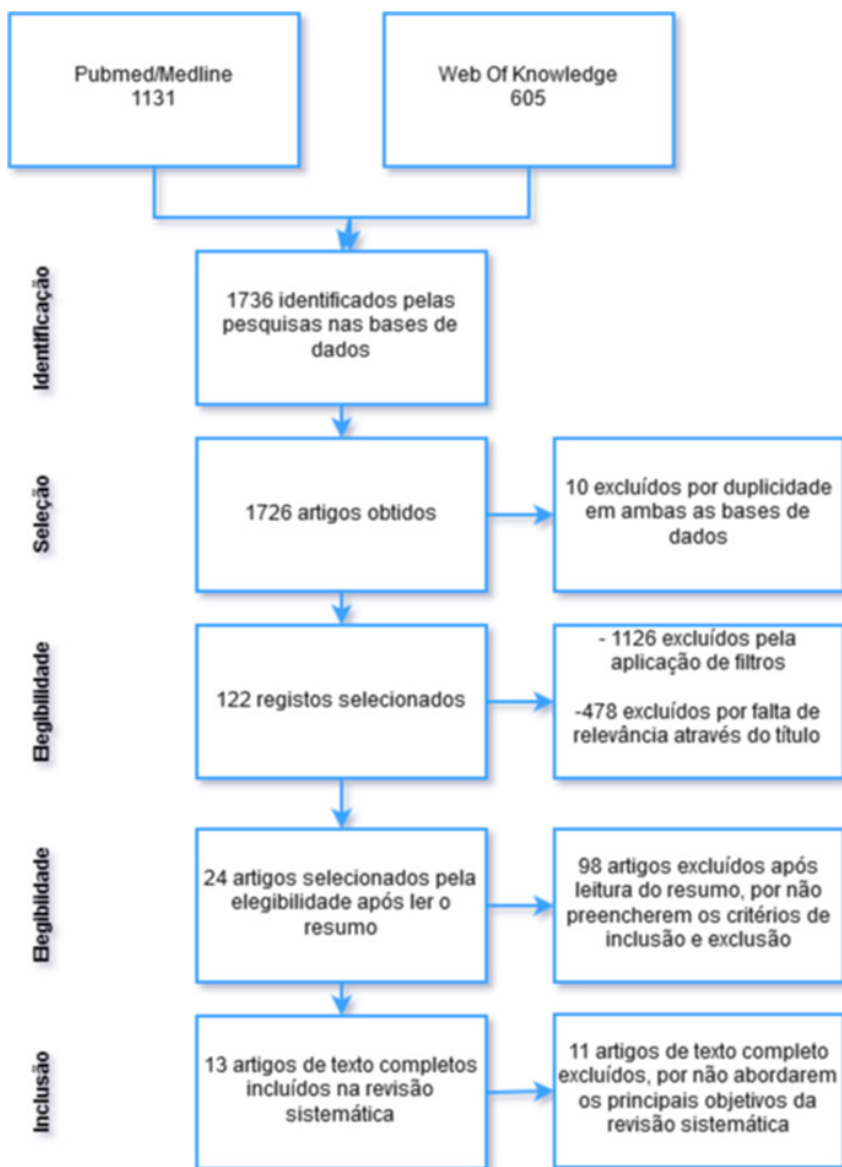 Pubmed/Medline
1131
Web Of Knowledge
605
Identificação
1736 identificados pelas
pesquisas nas bases de
dados
Seleção
1726 artigos obtidos
10 excluídos por duplicidade
em ambas as bases de
dados
Elegibilidade
122 registos selecionados
- 1126 excluídos pela
aplicação de filtros
-478 excluídos por falta de
relevância através do título
Elegiblidade
24 artigos selecionados pela
elegibilidade após ler o
resumo
98 artigos excluídos após
leitura do resumo, por não
preencherem os critérios de
inclusão e exclusão
Inclusão
13 artigos de texto completos
incluídos na revisão
sistemática
11 artigos de texto completo
excluídos, por não abordarem
os principais objetivos da
revisão sistemática